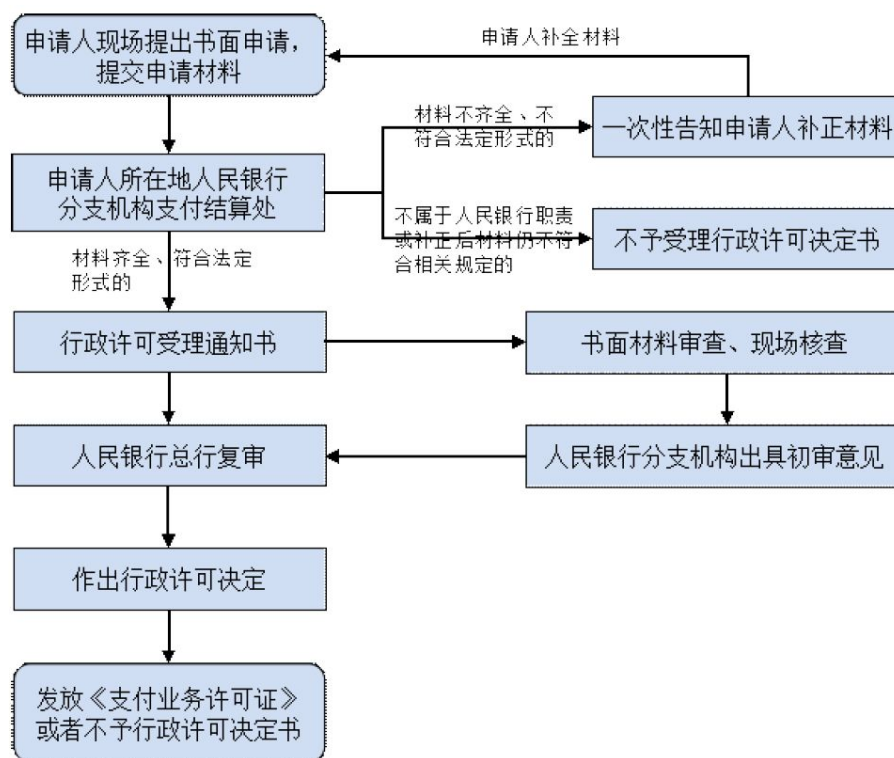 申请人现场提出书面申请，
提交申请材料
申请人补全材料
材料不齐全、不
符合法定形式的
一次性告知申请人补正材料
申请人所在地人民银行
分支机构支付结算处
不属于人民银行职责
或补正后材料仍不符
合相关规定的
不予受理行政许可决定书
材料齐全、符合法定
形式的
行政许可受理通知书
书面材料审查、现场核查
人民银行总行复审
人民银行分支机构出具初审意见
作出行政许可决定
发放《支付业务许可证》
或者不予行政许可决定书